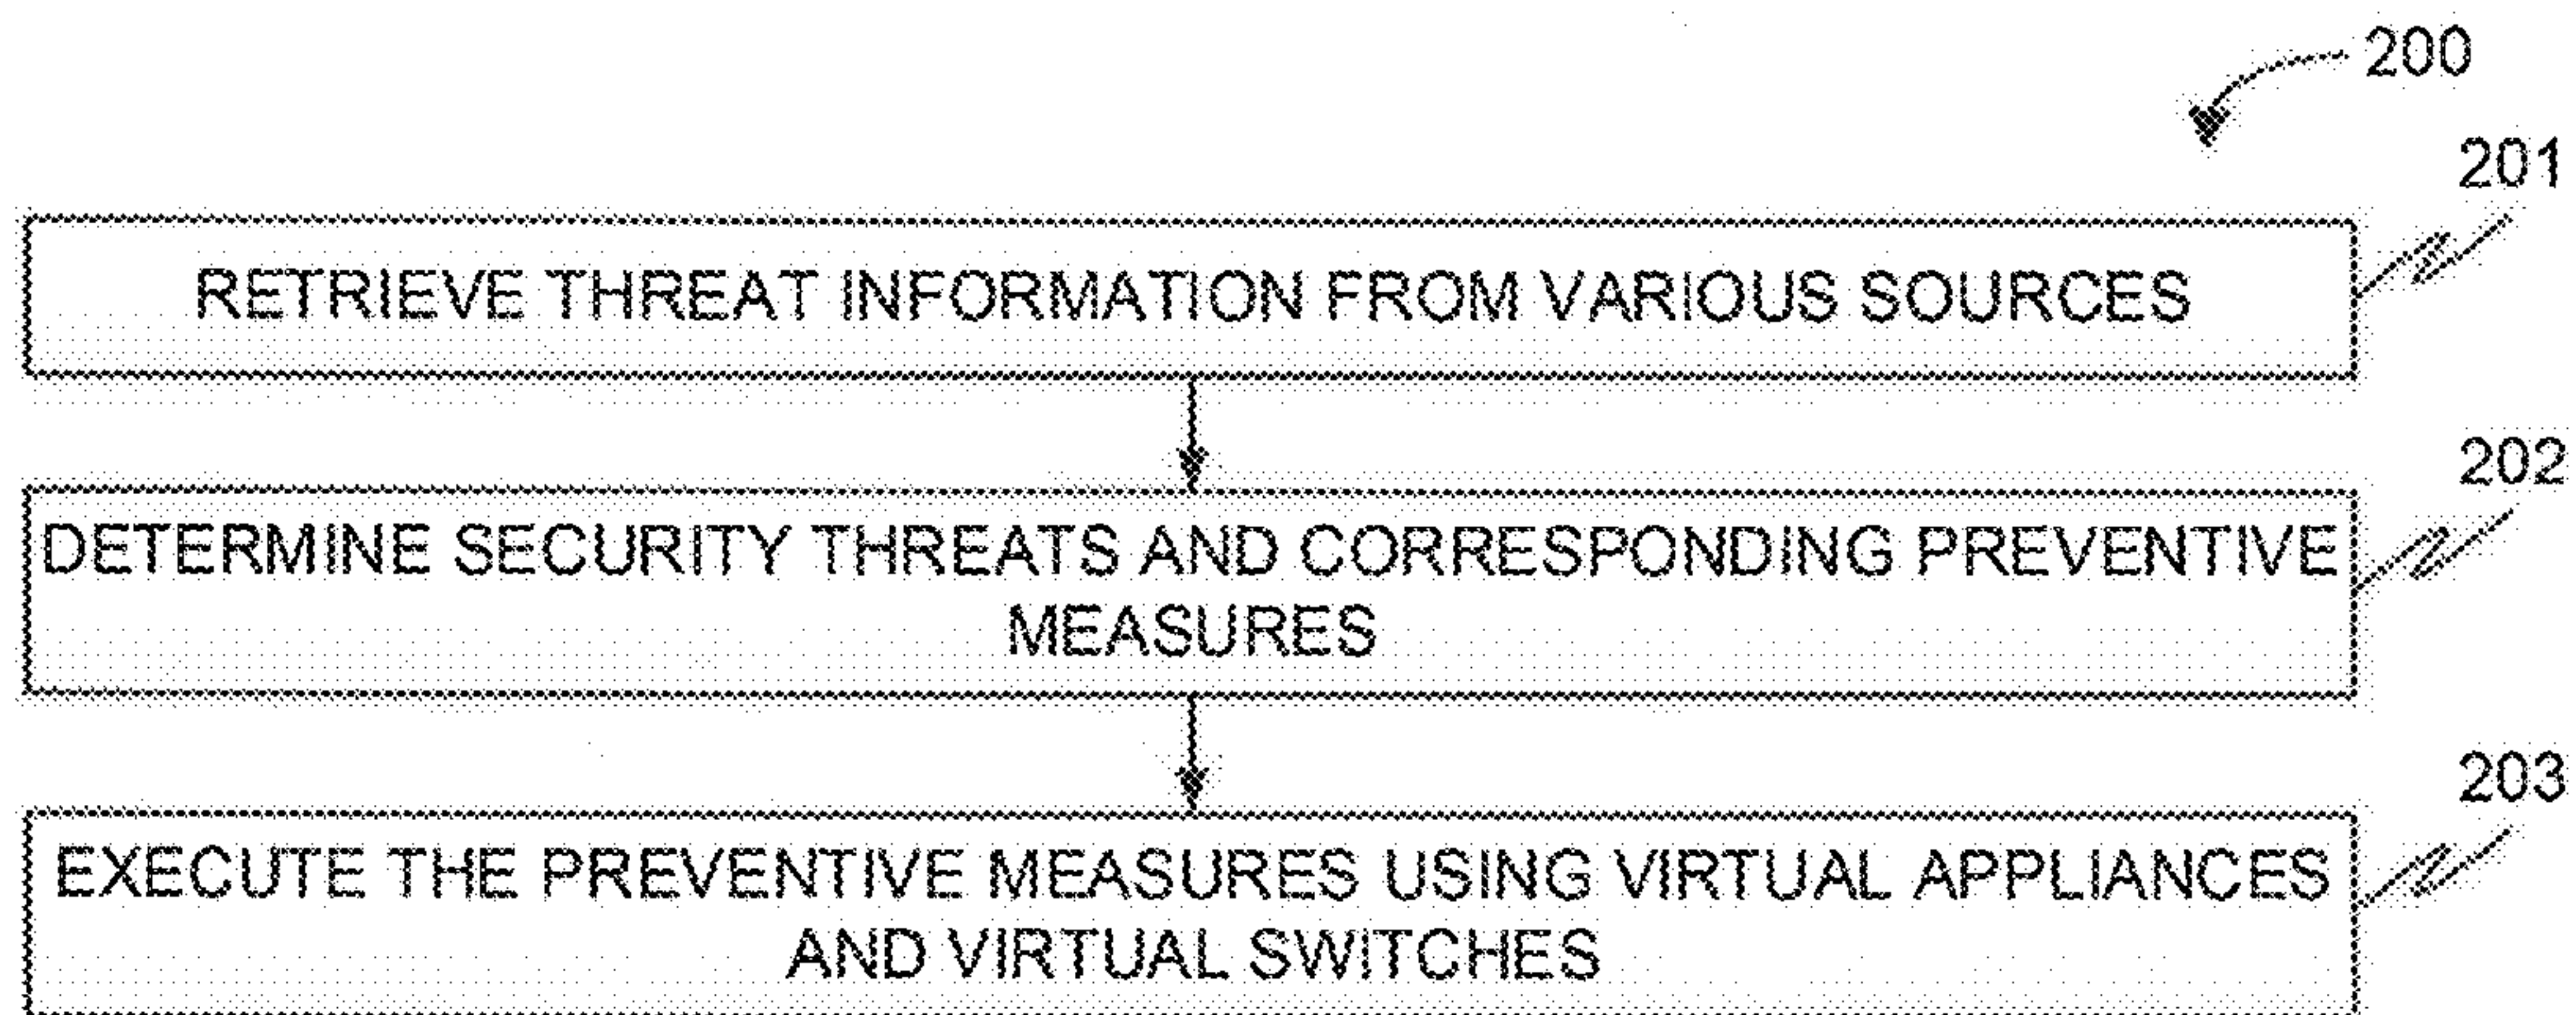 200
201
RETRIEVE THREAT INFORMATION FROM VARIOUS SOURCES
202
DETERMINE SECURITY THREATS AND CORRESPONDING PREVENTIVE
MEASURES
203
EXECUTE THE PREVENTIVE MEASURES USING VIRTUAL APPLIANCES
AND VIRTUAL SWITCHES